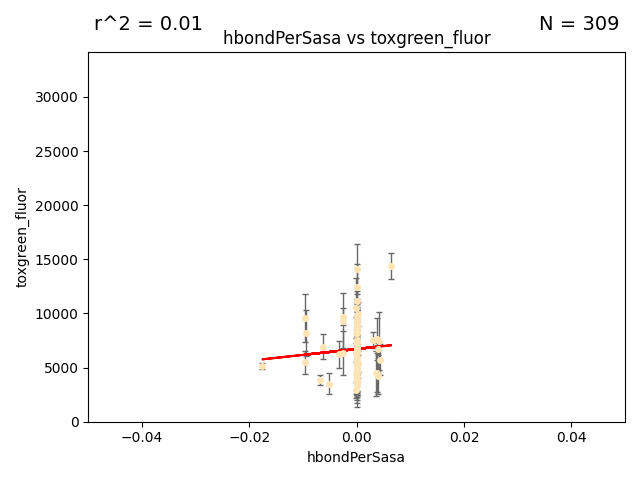 r^2 = 0.01
N = 309
hbondPerSasa vs toxgreen_fluor
30000
25000
20000
15000
10000
5000
0
toxgreen_fluor
−0.04
−0.02
0.00
0.02
0.04
hbondPerSasa